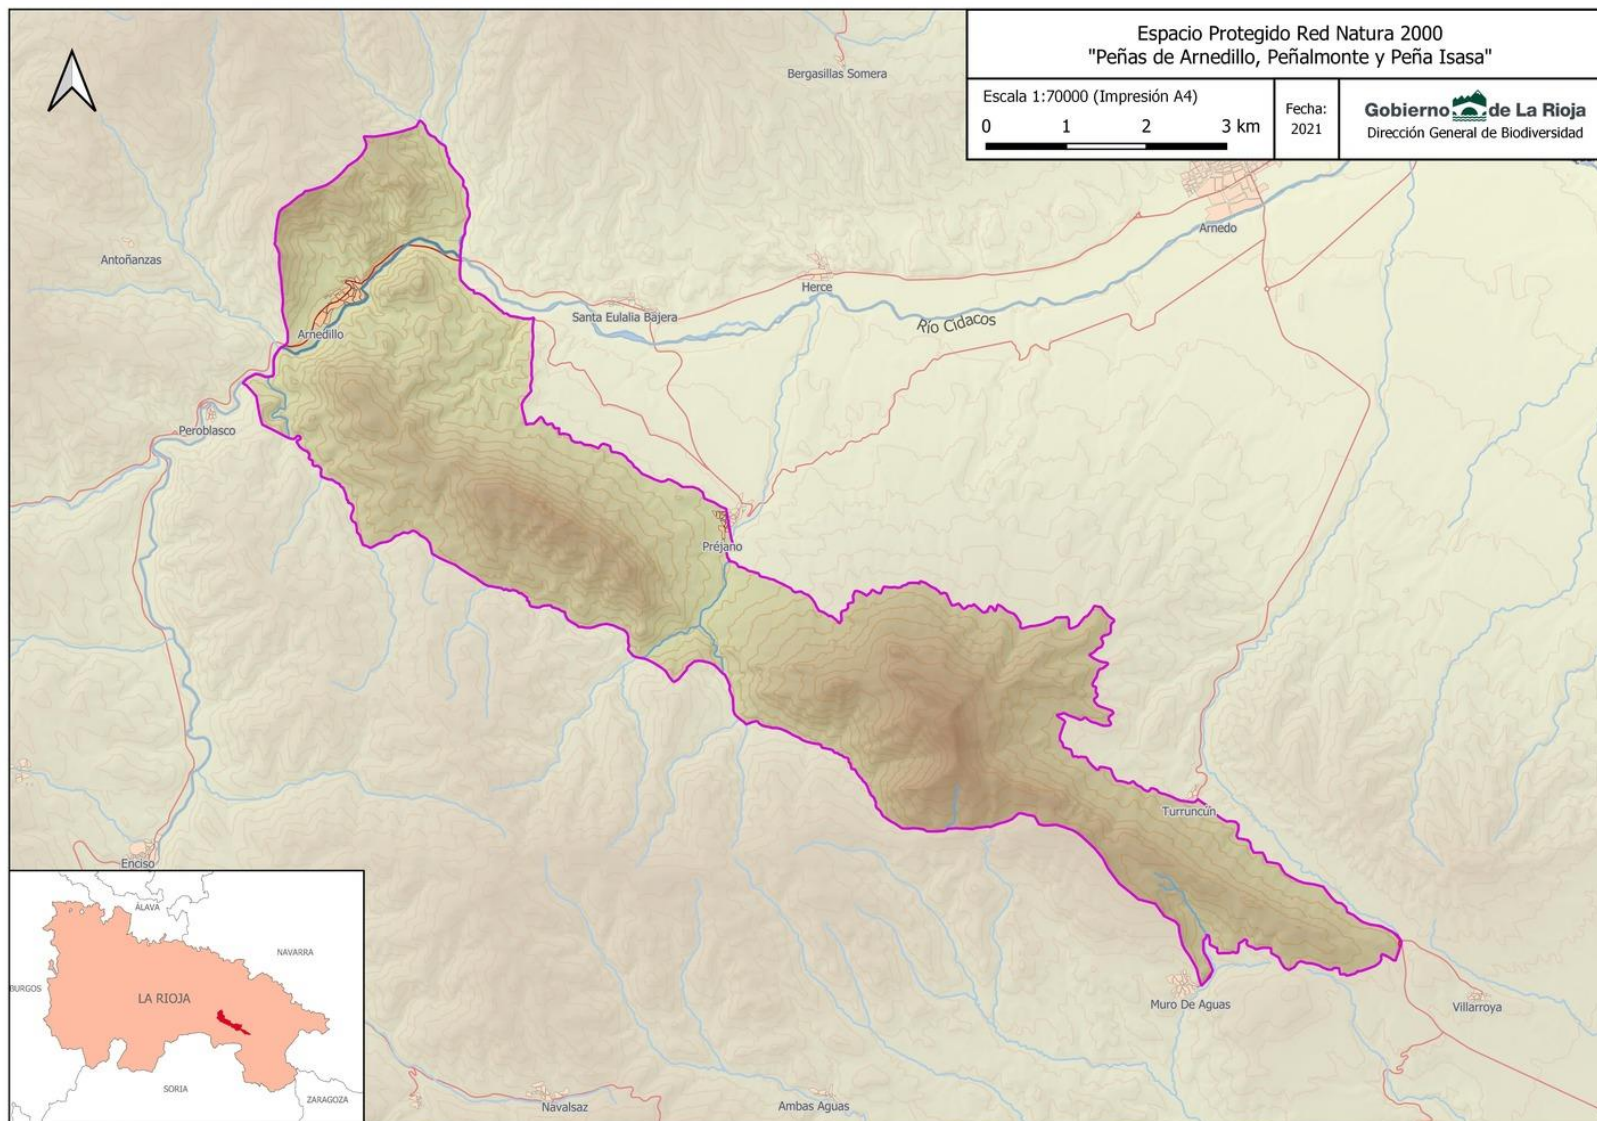 Espacio Protegido Red Natura 2000
"Peñas de Arnedillo, Peñalmonte y Peña Isasa"
Escala 1:70000 (Impresión A4)
0 1 2 3 km
Fecha:
2021
Gobierno de La Rioja
Dirección General de Biodiversidad
Bergasillas Somera
Arnedo
Antoñanzas
Herce
Santa Eulalia Bajera
Río Cidacos
Arnedillo
Peroblasco
Préjano
Turruncún
Enciso
Muro De Aguas
Villarroya
Navalsaz
Ambas Aguas
ÁLAVA
NAVARRA
BURGOS
LA RIOJA
SORIA
ZARAGOZA